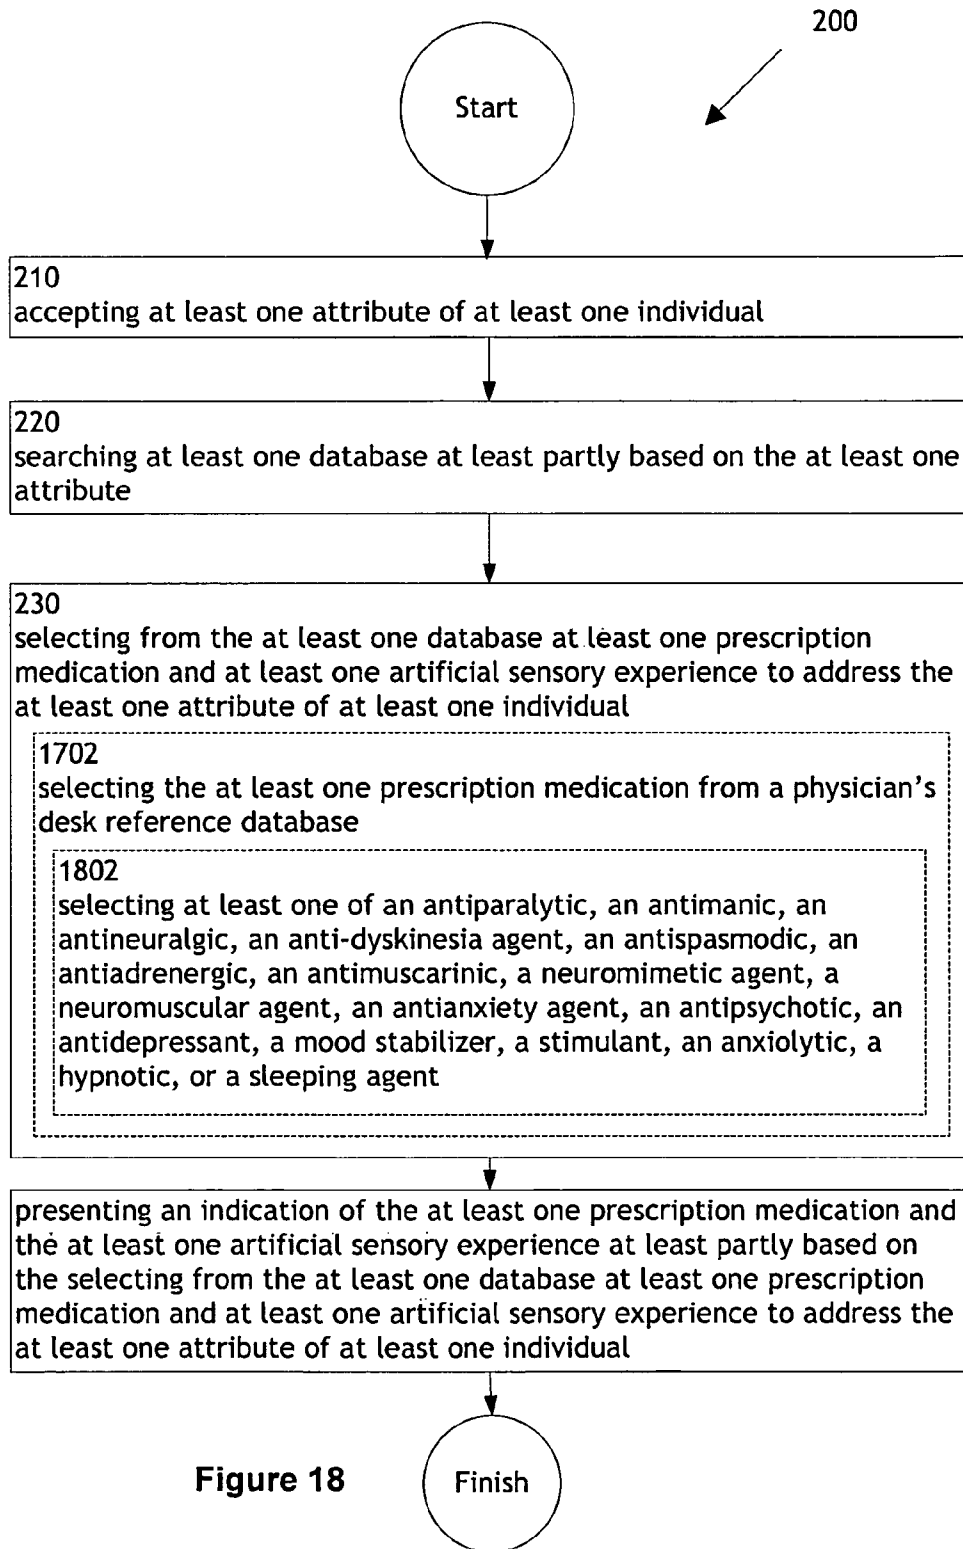 200
Start
210
accepting at least one attribute of at least one individual
220
searching at least one database at least partly based on the at least one
attribute
230
selecting from the at least one database at least one prescription
medication and at least one artificial sensory experience to address the
at least one attribute of at least one individual
1702
selecting the at least one prescription medication from a physician's
desk reference database
1802
selecting at least one of an antiparalytic, an antimanic, an
antineuralgic, an anti-dyskinesia agent, an antispasmodic, an
antiadrenergic, an antimuscarinic, a neuromimetic agent, a
neuromuscular agent, an antianxiety agent, an antipsychotic, an
antidepressant, a mood stabilizer, a stimulant, an anxiolytic, a
hypnotic, or a sleeping agent
presenting an indication of the at least one prescription medication and
the at least one artificial sensory experience at least partly based on
the selecting from the at least one database at least one prescription
medication and at least one artificial sensory experience to address the
at least one attribute of at least one individual
Figure 18
Finish